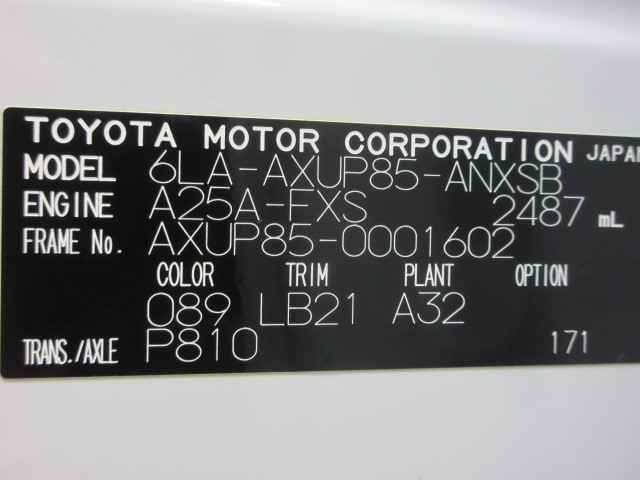 TOYOTA MOTOR CORPORATION JAPAN
MODEL 6LA-AXUP85-ANXSB
ENGINE A25A-FXS 2487 mL
FRAME No. AXUP85-0001602
COLOR TRIM PLANT OPTION
089 LB21 A32
TRANS./AXLE P810 171